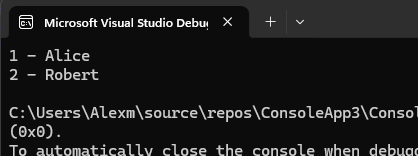 Microsoft Visual Studio Debu
1 - Alice
2 - Robert
C:\Users\Alexm\source\repos\ConsoleApp3\Conso
(0x0).
To automatically close the console when debugg